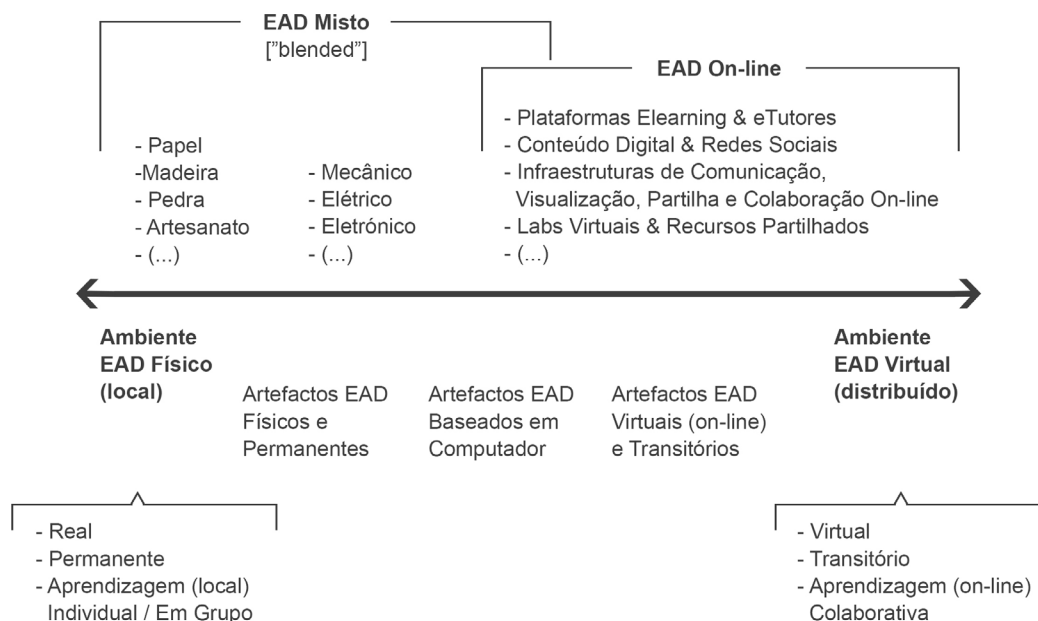 EAD Misto
["blended"]
EAD On-line
- Papel
-Madeira
- Pedra
- Artesanato
- (...)
- Mecânico
- Elétrico
- Eletrónico
- (...)
- Plataformas Elearning & eTutores
- Conteúdo Digital & Redes Sociais
- Infraestruturas de Comunicação,
Visualização, Partilha e Colaboração On-line
- Labs Virtuais & Recursos Partilhados
- (...)
Ambiente
EAD Físico
(local)
Artefactos EAD
Físicos e
Permanentes
Artefactos EAD
Baseados em
Computador
Artefactos EAD
Virtuais (on-line)
e Transitórios
Ambiente
EAD Virtual
(distribuído)
- Real
- Permanente
- Aprendizagem (local)
Individual / Em Grupo
- Virtual
- Transitório
- Aprendizagem (on-line)
Colaborativa